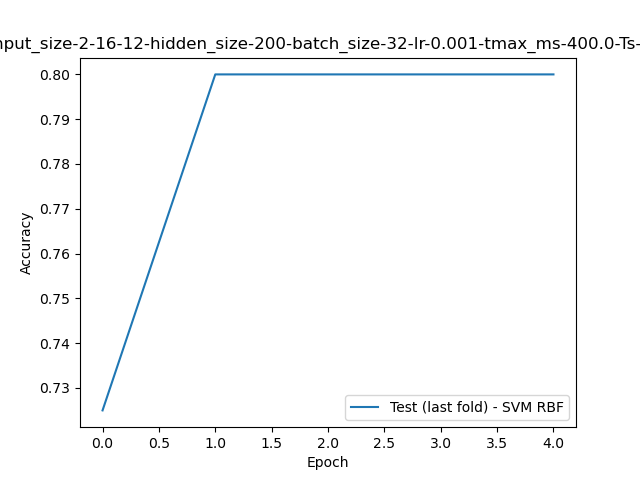 nput_size-2-16-12-hidden_size-200-batch_size-32-lr-0.001-tmax_ms-400.0-Ts-
0.80
0.79
0.78
0.77
0.76
0.75
0.74
0.73
Accuracy
Test (last fold) - SVM RBF
0.0 0.5 1.0 1.5 2.0 2.5 3.0 3.5 4.0
Epoch